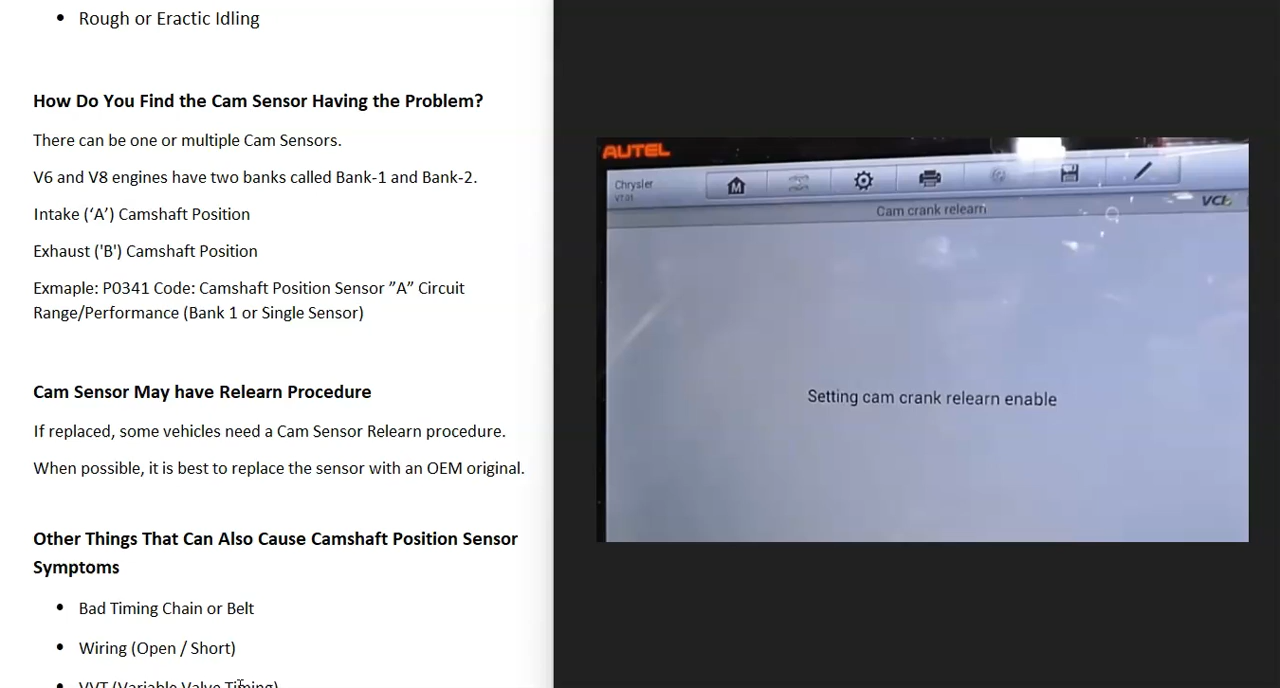 • Rough or Eractic Idling
How Do You Find the Cam Sensor Having the Problem?
There can be one or multiple Cam Sensors.
V6 and V8 engines have two banks called Bank-1 and Bank-2.
Intake (‘A’) Camshaft Position
Exhaust ('B') Camshaft Position
Exmaple: P0341 Code: Camshaft Position Sensor ”A” Circuit
Range/Performance (Bank 1 or Single Sensor)
Cam Sensor May have Relearn Procedure
If replaced, some vehicles need a Cam Sensor Relearn procedure.
When possible, it is best to replace the sensor with an OEM original.
Other Things That Can Also Cause Camshaft Position Sensor
Symptoms
• Bad Timing Chain or Belt
• Wiring (Open / Short)
• VVT (Variable Valve Timing)
AUTEL
Chrysler
M
VCI
Cam crank relearn
Setting cam crank relearn enable